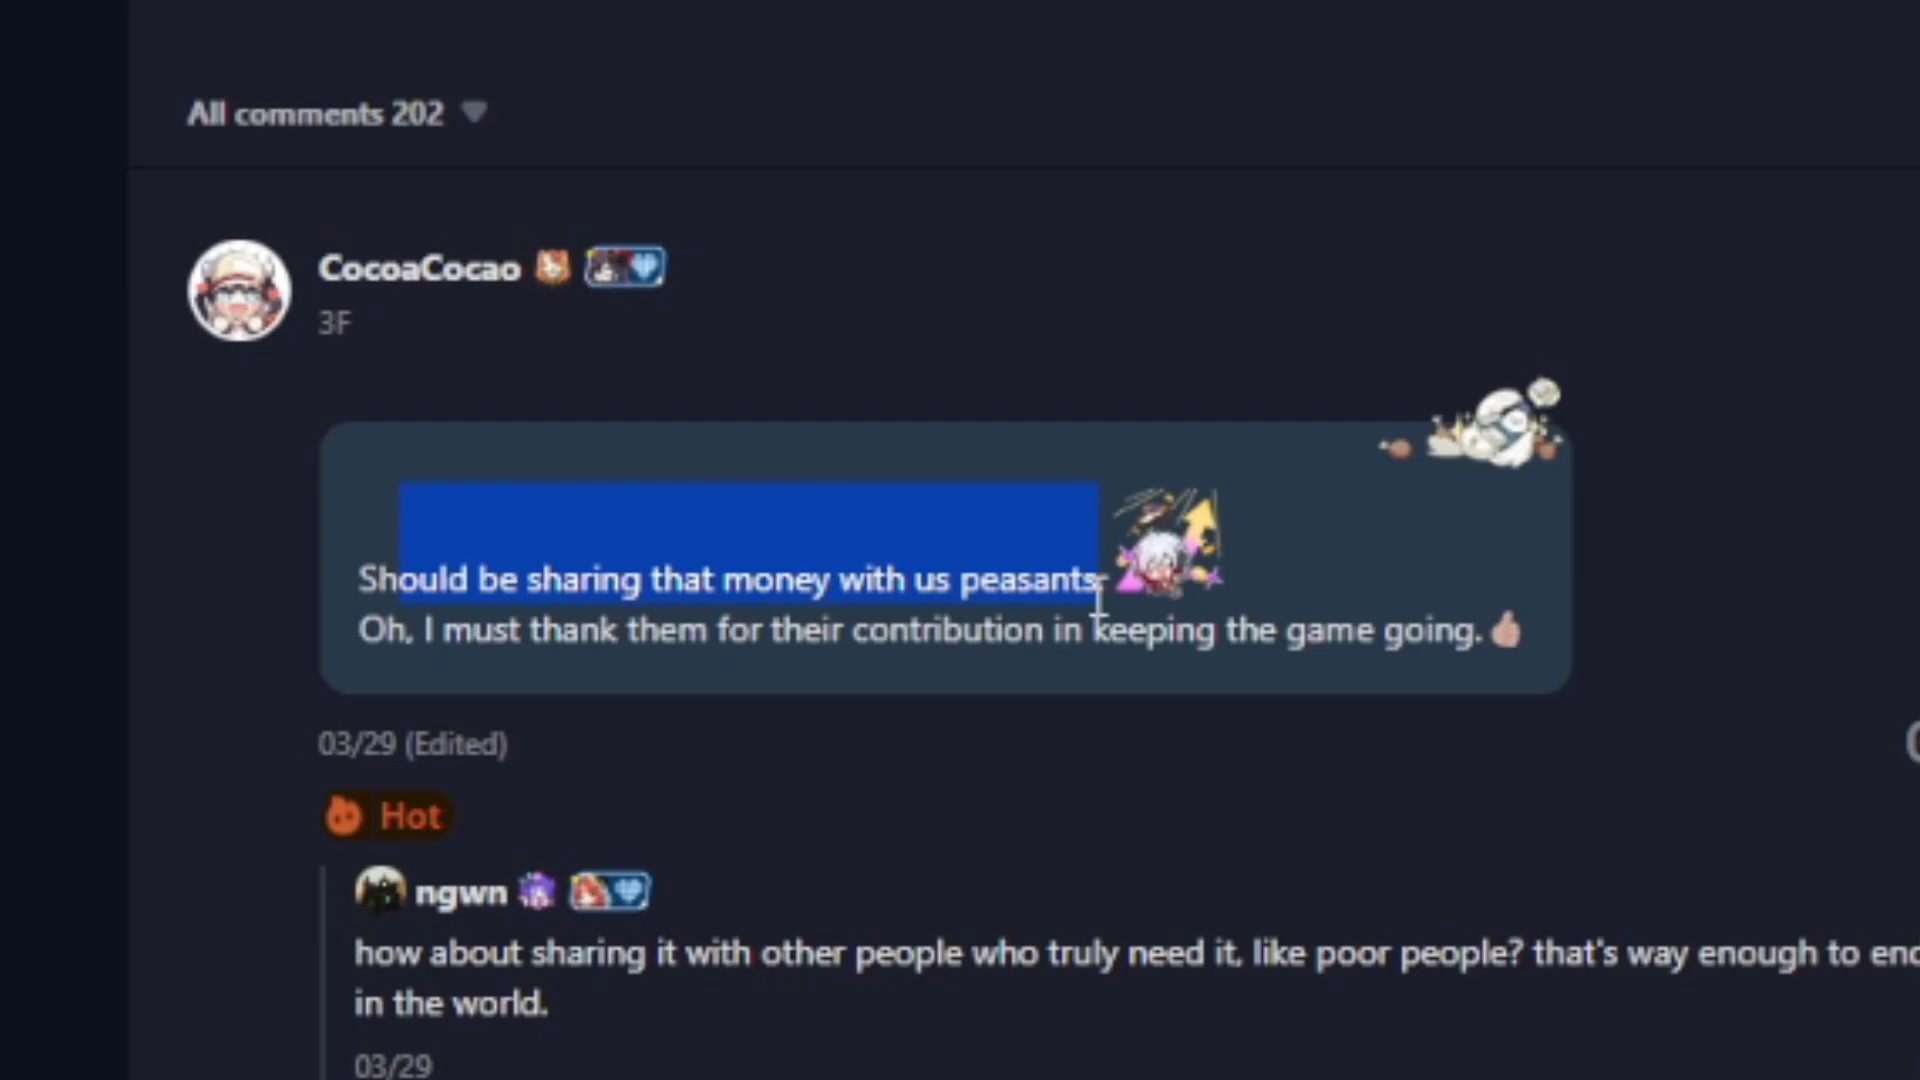 All comments 202
CocoaCocao
3F
Should be sharing that money with us peasants.
Oh, I must thank them for their contribution in keeping the game going.
03/29 (Edited)
Hot
ngwn
how about sharing it with other people who truly need it, like poor people? that's way enough to
in the world.
03/29